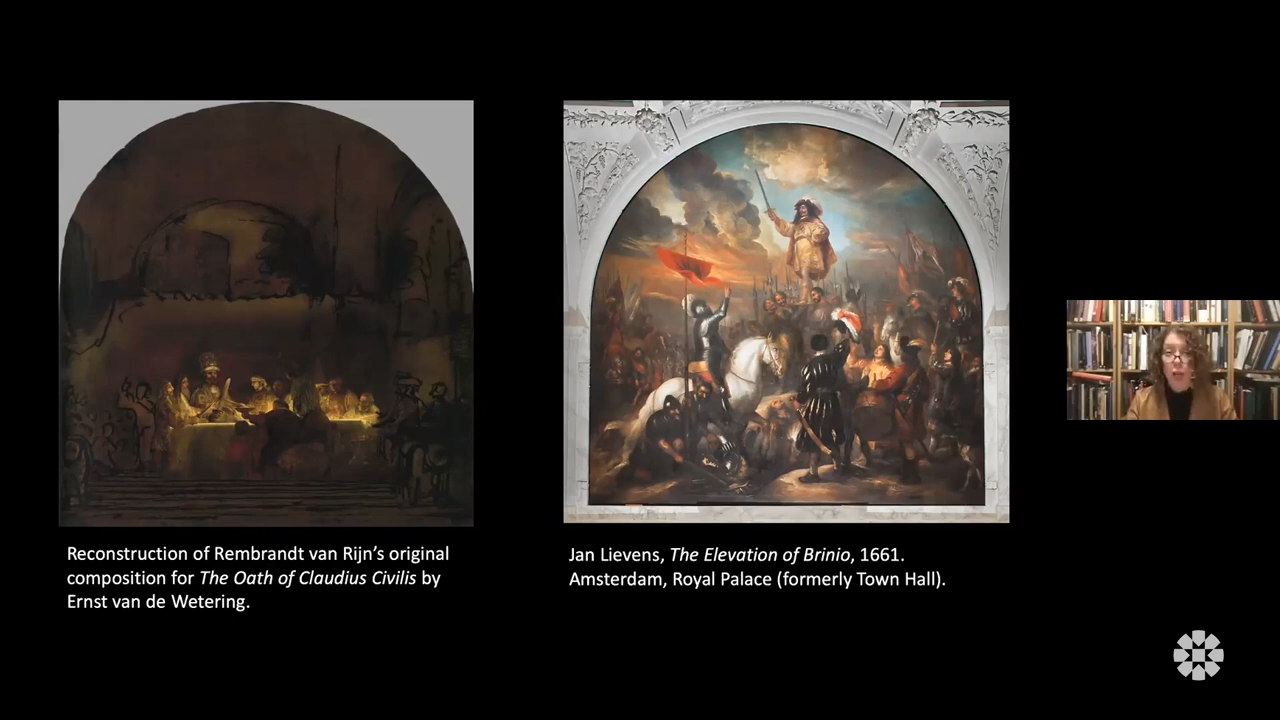 Reconstruction of Rembrandt van Rijn’s original
composition for The Oath of Claudius Civilis by
Ernst van de Wetering.
Jan Lievens, The Elevation of Brinio, 1661.
Amsterdam, Royal Palace (formerly Town Hall).